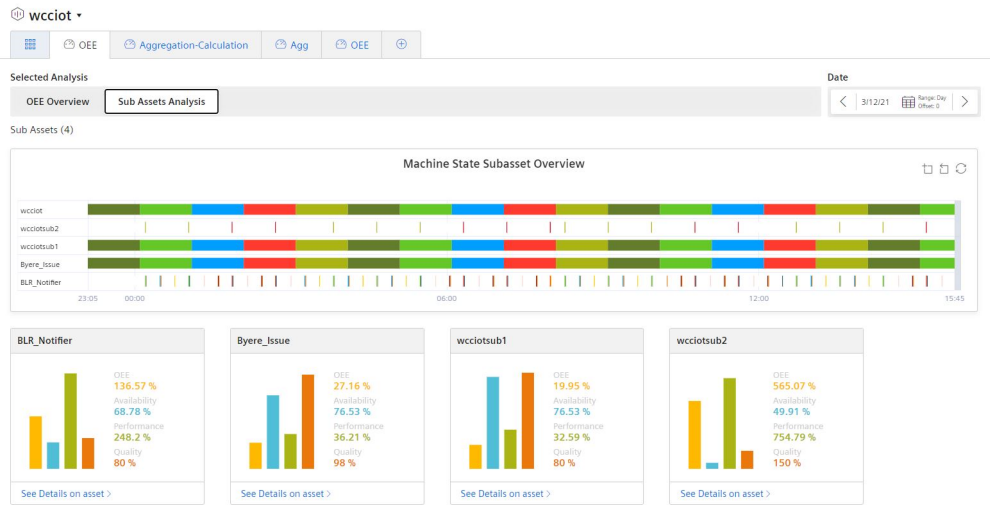 wcciot
OEE Aggregation-Calculation Agg OEE
Selected Analysis Date
OEE Overview Sub Assets Analysis 3/12/21 Range: Day
Offset: 0
Sub Assets (4)
Machine State Subasset Overview
wcciot
wcciotsub2
wcciotsub1
Byere_Issue
BLR_Notifier
23:05 00:00 06:00 12:00 15:45
BLR_Notifier
OEE
136.57 %
Availability
68.78 %
Performance
248.2 %
Quality
80 %
See Details on asset >
Byere_Issue
OEE
27.16 %
Availability
76.53 %
Performance
36.21 %
Quality
98 %
See Details on asset >
wcciotsub1
OEE
19.95 %
Availability
76.53 %
Performance
32.59 %
Quality
80 %
See Details on asset >
wcciotsub2
OEE
565.07 %
Availability
49.91 %
Performance
754.79 %
Quality
150 %
See Details on asset >